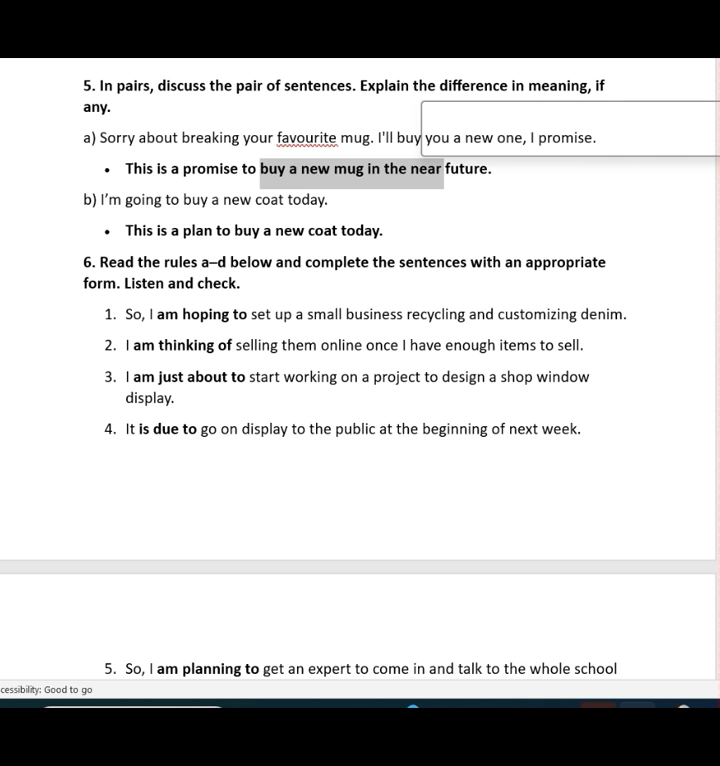 5. In pairs, discuss the pair of sentences. Explain the difference in meaning, if
any.
a) Sorry about breaking your favourite mug. I'll buy you a new one, I promise.
• This is a promise to buy a new mug in the near future.
b) I’m going to buy a new coat today.
• This is a plan to buy a new coat today.
6. Read the rules a–d below and complete the sentences with an appropriate
form. Listen and check.
1. So, I am hoping to set up a small business recycling and customizing denim.
2. I am thinking of selling them online once I have enough items to sell.
3. I am just about to start working on a project to design a shop window
display.
4. It is due to go on display to the public at the beginning of next week.
5. So, I am planning to get an expert to come in and talk to the whole school
cessibility: Good to go